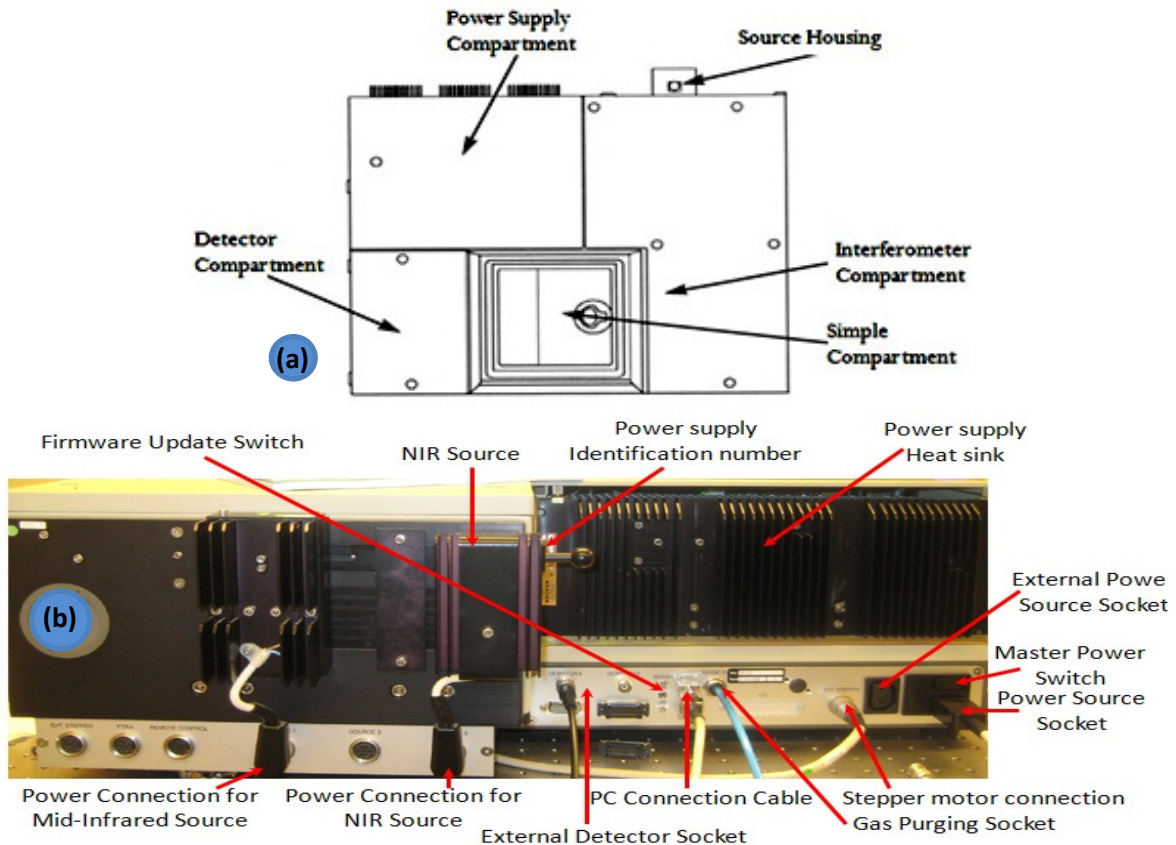 Power Supply
Compartment
Source Housing
Detector
Compartment
Interferometer
Compartment
Simple
Compartment
(a)
Firmware Update Switch
NIR Source
Power supply
Identification number
Power supply
Heat sink
External Powe
Source Socket
Master Power
Switch
Power Source
Socket
(b)
EXT. STEPPER
REMOTE CONTROL
SOURCE 2
Power Connection for
Mid-Infrared Source
Power Connection for
NIR Source
External Detector Socket
PC Connection Cable
Stepper motor connection
Gas Purging Socket